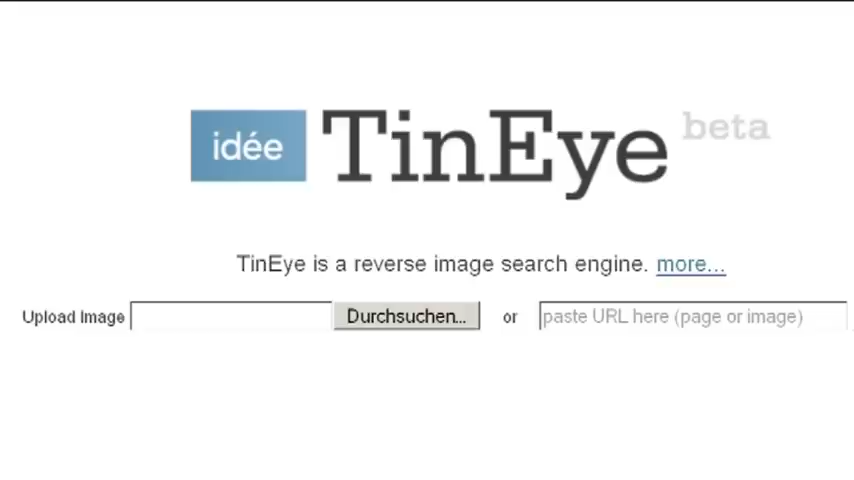 idée TinEye beta
TinEye is a reverse image search engine. more...
Upload Image Durchsuchen... or paste URL here (page or image)